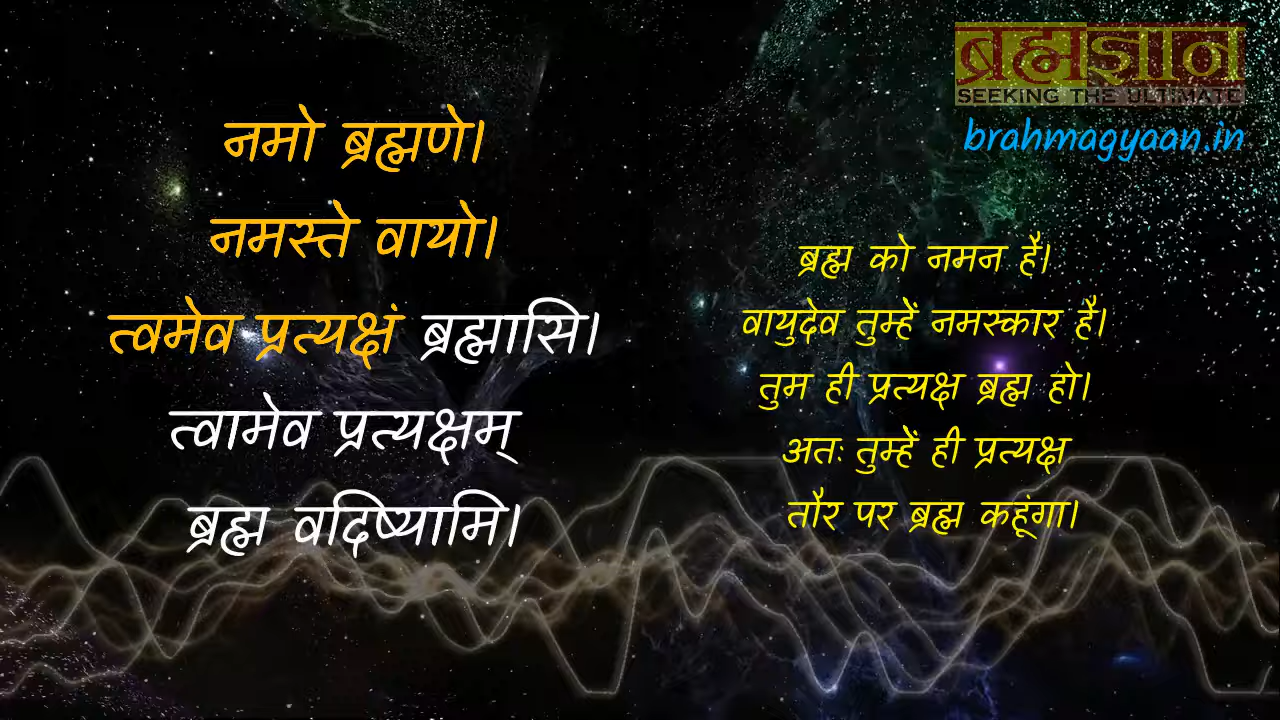 ब्रह्मज्ञान
SEEKING THE ULTIMATE
brahmagyaan.in
नमो ब्रह्मणे।
नमस्ते वायो।
त्वमेव प्रत्यक्षं ब्रह्मासि।
त्वामेव प्रत्यक्षम्
ब्रह्म वदिष्यामि।
ब्रह्म को नमन है।
वायुदेव तुम्हें नमस्कार है।
तुम ही प्रत्यक्ष ब्रह्म हो।
अतः तुम्हें ही प्रत्यक्ष
तौर पर ब्रह्म कहूंगा।